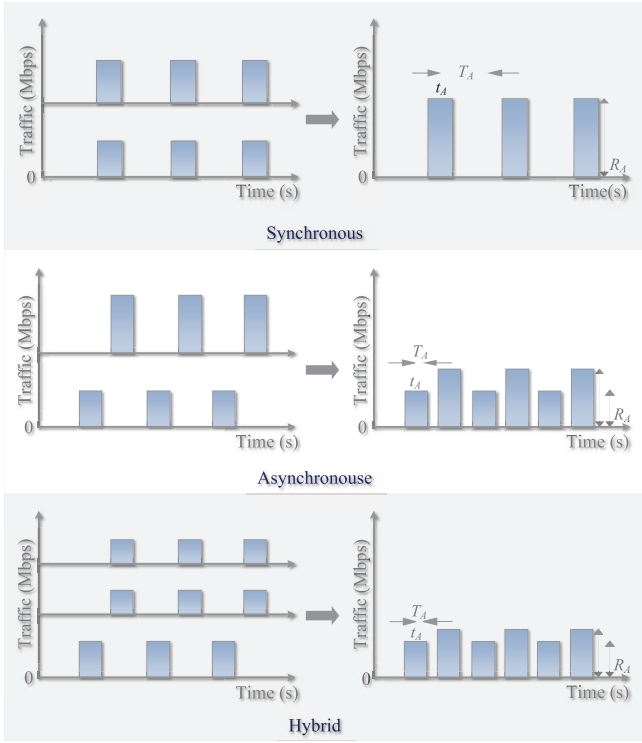 Traffic (Mbps)
0
Time (s)
Traffic (Mbps)
0
T_A
t_A
R_A
Time(s)
Synchronous
Traffic (Mbps)
0
Time (s)
Traffic (Mbps)
0
T_A
t_A
R_A
Time (s)
Asynchronouse
Traffic (Mbps)
0
Time (s)
Traffic (Mbps)
0
T_A
t_A
R_A
Time (s)
Hybrid